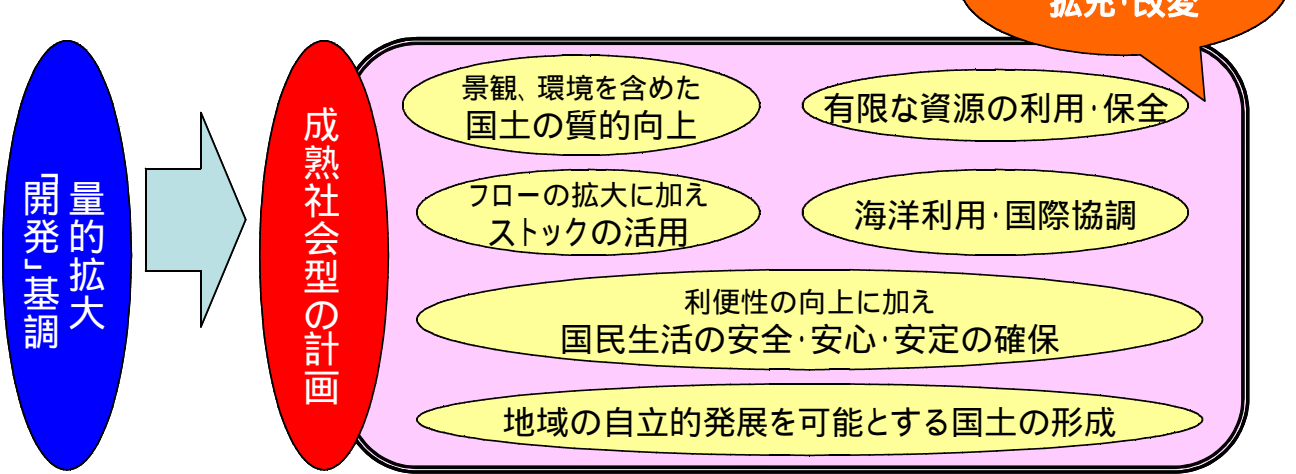 拡充・改変
量的拡大
「開発」基調
成熟社会型の計画
景観、環境を含めた
国土の質的向上
有限な資源の利用・保全
フローの拡大に加え
ストックの活用
海洋利用・国際協調
利便性の向上に加え
国民生活の安全・安心・安定の確保
地域の自立的発展を可能とする国土の形成